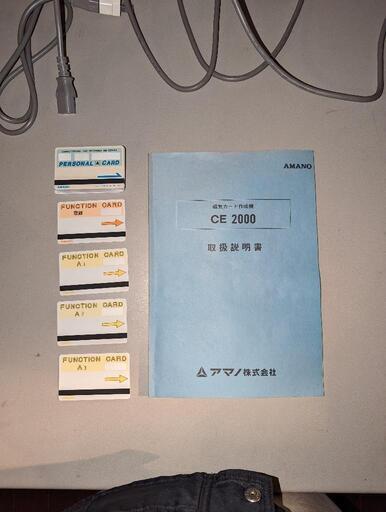 PERSONAL CARD
AMANO
FUNCTION CARD
登録
FUNCTION CARD
A1
FUNCTION CARD
A2
FUNCTION CARD
A3
AMANO
磁気カード作成機
CE 2000
取扱説明書
アマノ株式会社